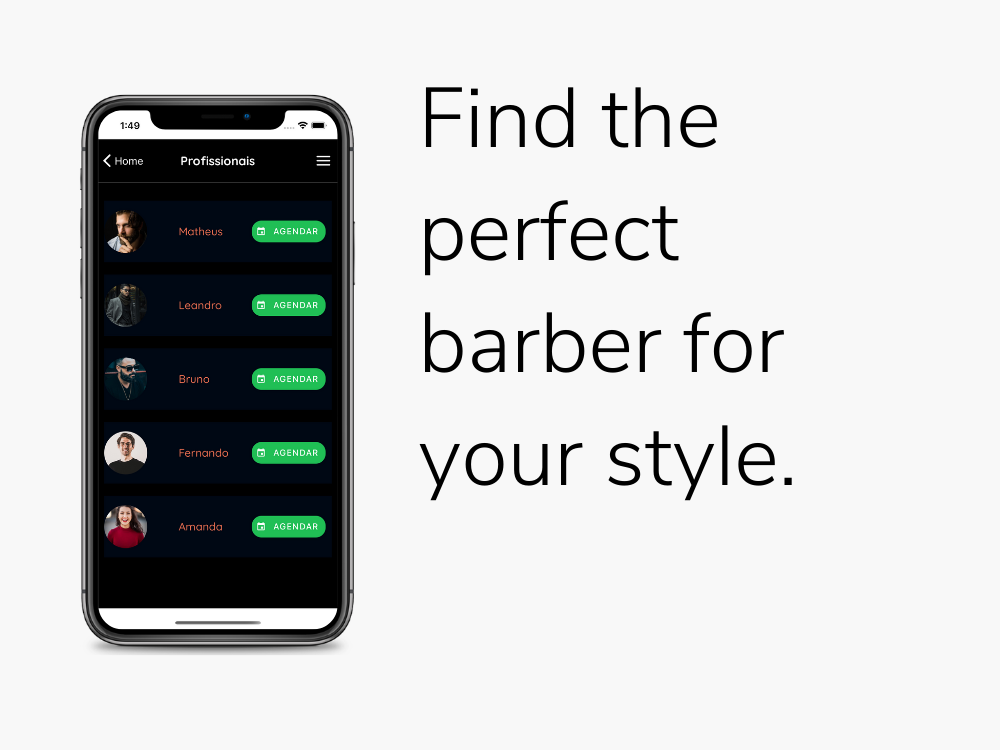 1:49
Home
Profissionais
Matheus
AGENDAR
Leandro
AGENDAR
Bruno
AGENDAR
Fernando
AGENDAR
Amanda
AGENDAR
Find the
perfect
barber for
your style.